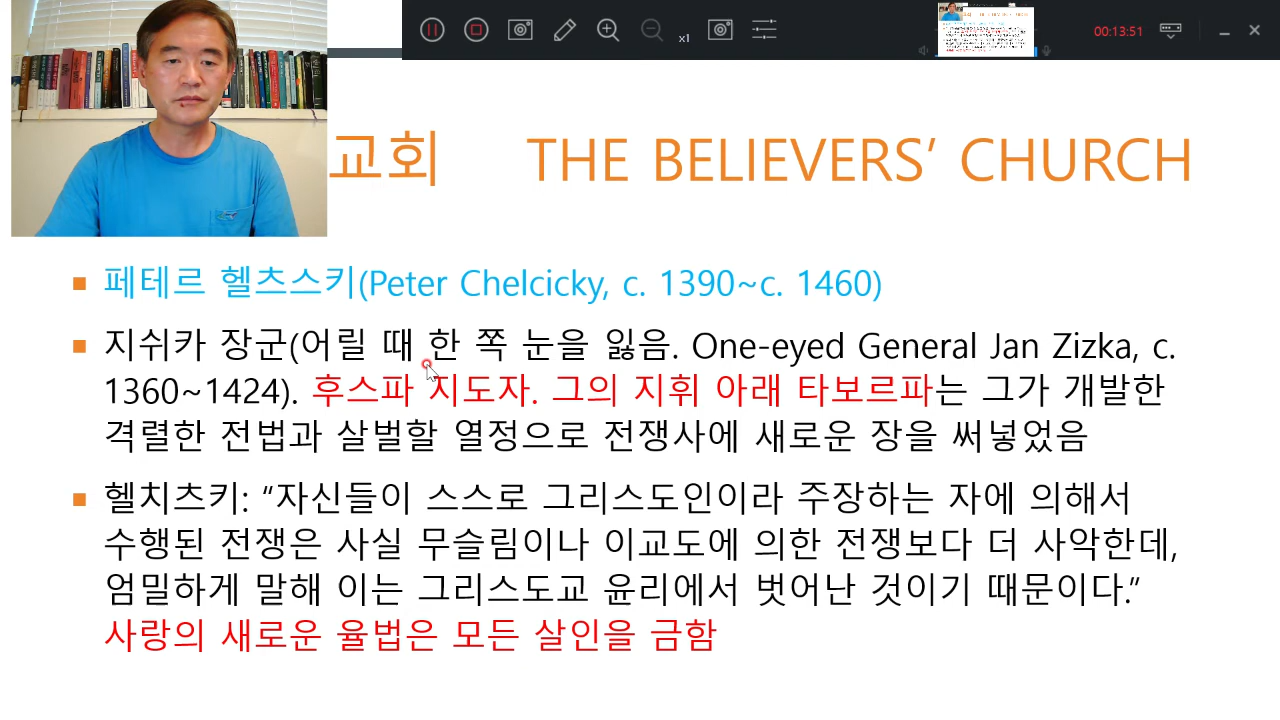 x1
00:13:51
교회 THE BELIEVERS’ CHURCH
페테르 헬츠스키(Peter Chelcicky, c. 1390~c. 1460)
지쉬카 장군(어릴 때 한 쪽 눈을 잃음. One-eyed General Jan Zizka, c.
1360~1424). 후스파 지도자. 그의 지휘 아래 타보르파는 그가 개발한
격렬한 전법과 살벌할 열정으로 전쟁사에 새로운 장을 써넣었음
헬치츠키: “자신들이 스스로 그리스도인이라 주장하는 자에 의해서
수행된 전쟁은 사실 무슬림이나 이교도에 의한 전쟁보다 더 사악한데,
엄밀하게 말해 이는 그리스도교 윤리에서 벗어난 것이기 때문이다.”
사랑의 새로운 율법은 모든 살인을 금함